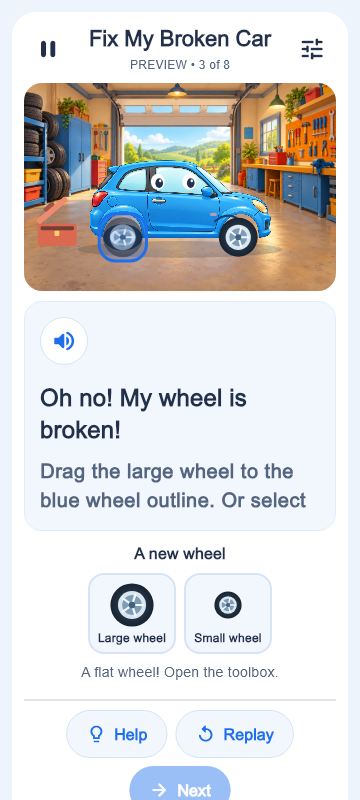 Fix My Broken Car
PREVIEW • 3 of 8
Oh no! My wheel is
broken!
Drag the large wheel to the
blue wheel outline. Or select
A new wheel
Large wheel
Small wheel
A flat wheel! Open the toolbox.
Help
Replay
Next